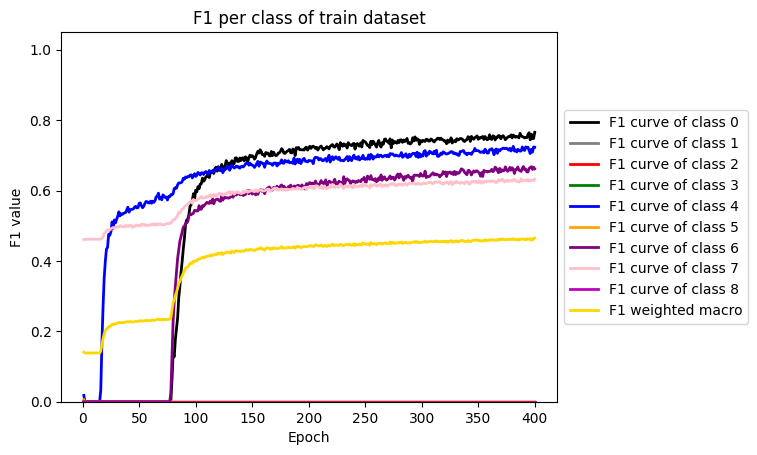 F1 per class of train dataset
F1 value
1.0
0.8
0.6
0.4
0.2
0.0
0 50 100 150 200 250 300 350 400
Epoch
F1 curve of class 0
F1 curve of class 1
F1 curve of class 2
F1 curve of class 3
F1 curve of class 4
F1 curve of class 5
F1 curve of class 6
F1 curve of class 7
F1 curve of class 8
F1 weighted macro